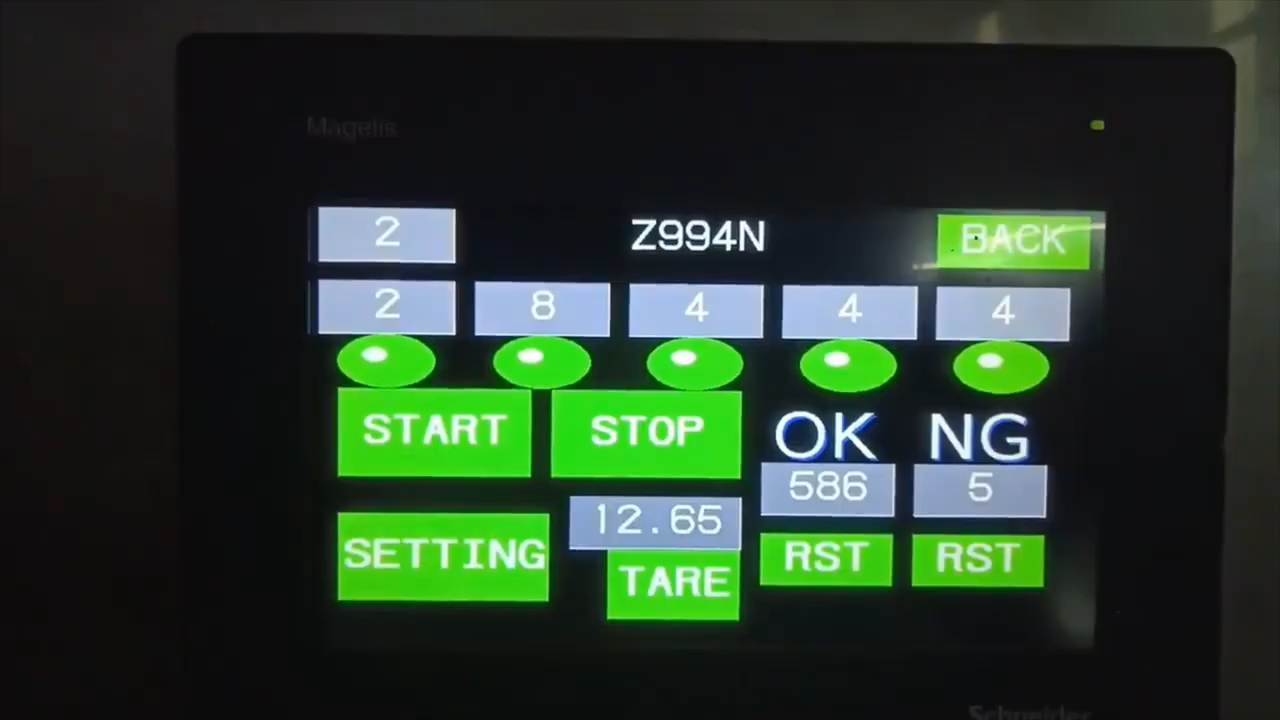 Magelis
2 Z994N BACK
2 8 4 4 4
START STOP OK NG
586 5
12.65
SETTING TARE RST RST
Schneider